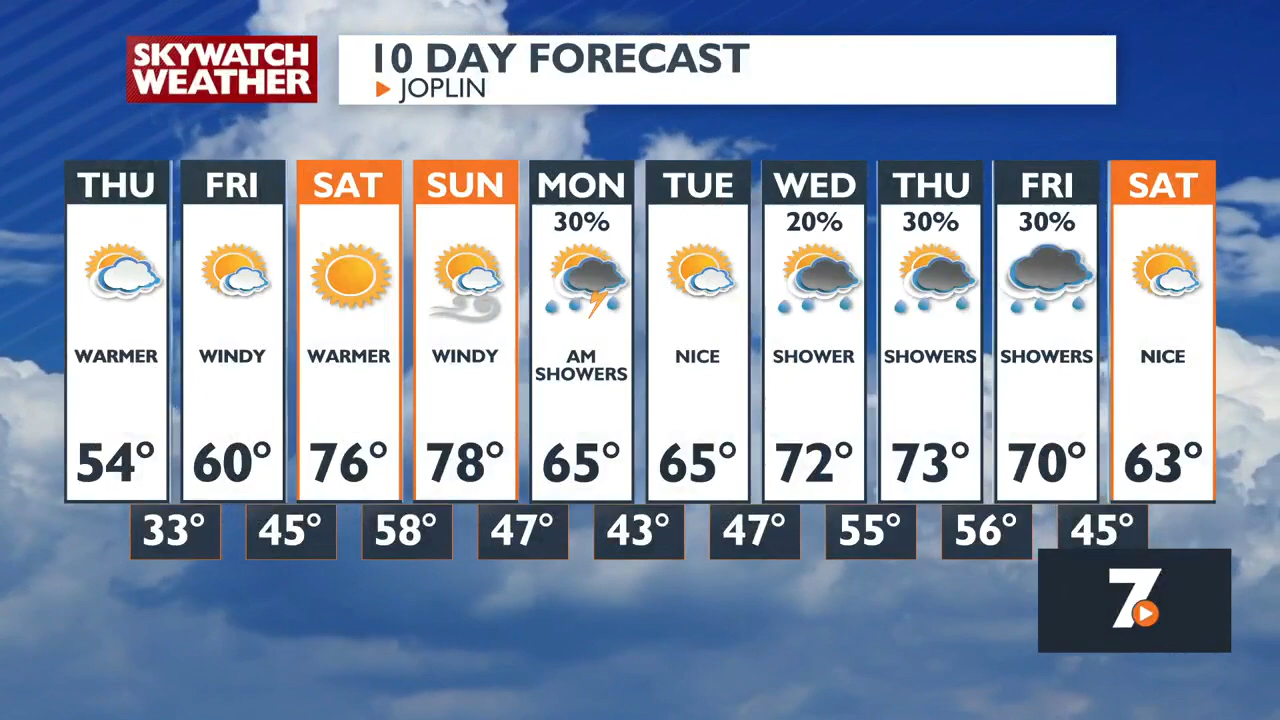 SKYWATCH
WEATHER
10 DAY FORECAST
JOPLIN
THU FRI SAT SUN MON TUE WED THU FRI SAT
30% 20% 30% 30%
WARMER WINDY WARMER WINDY AM SHOWERS NICE SHOWER SHOWERS SHOWERS NICE
54° 60° 76° 78° 65° 65° 72° 73° 70° 63°
33° 45° 58° 47° 43° 47° 55° 56° 45°
7